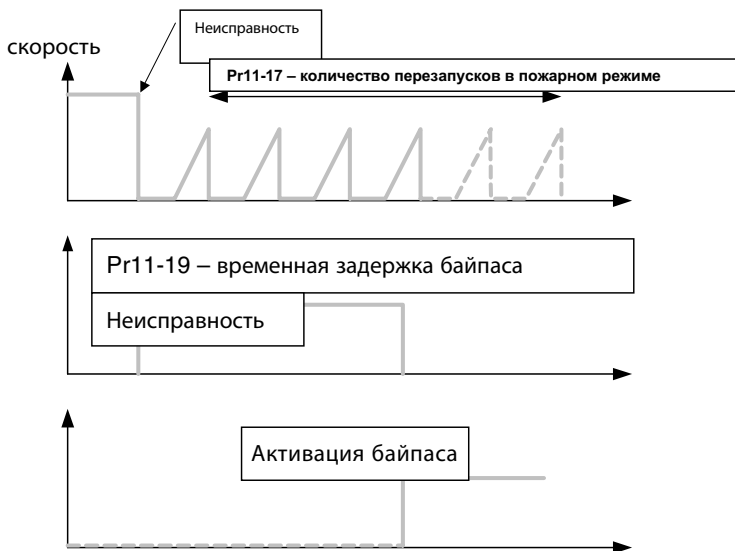 Неисправность
скорость
Pr11-17 – количество перезапусков в пожарном режиме
Pr11-19 – временная задержка байпаса
Неисправность
Активация байпаса